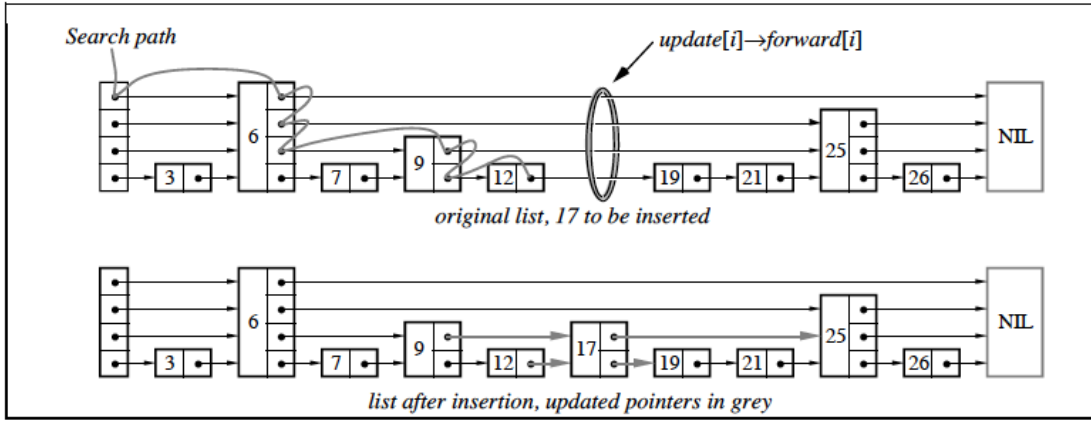 Search path
update[i]→forward[i]
6
NIL
25
9
3 7 12 19 21 26
original list, 17 to be inserted
6
NIL
25
9 17
3 7 12 19 21 26
list after insertion, updated pointers in grey